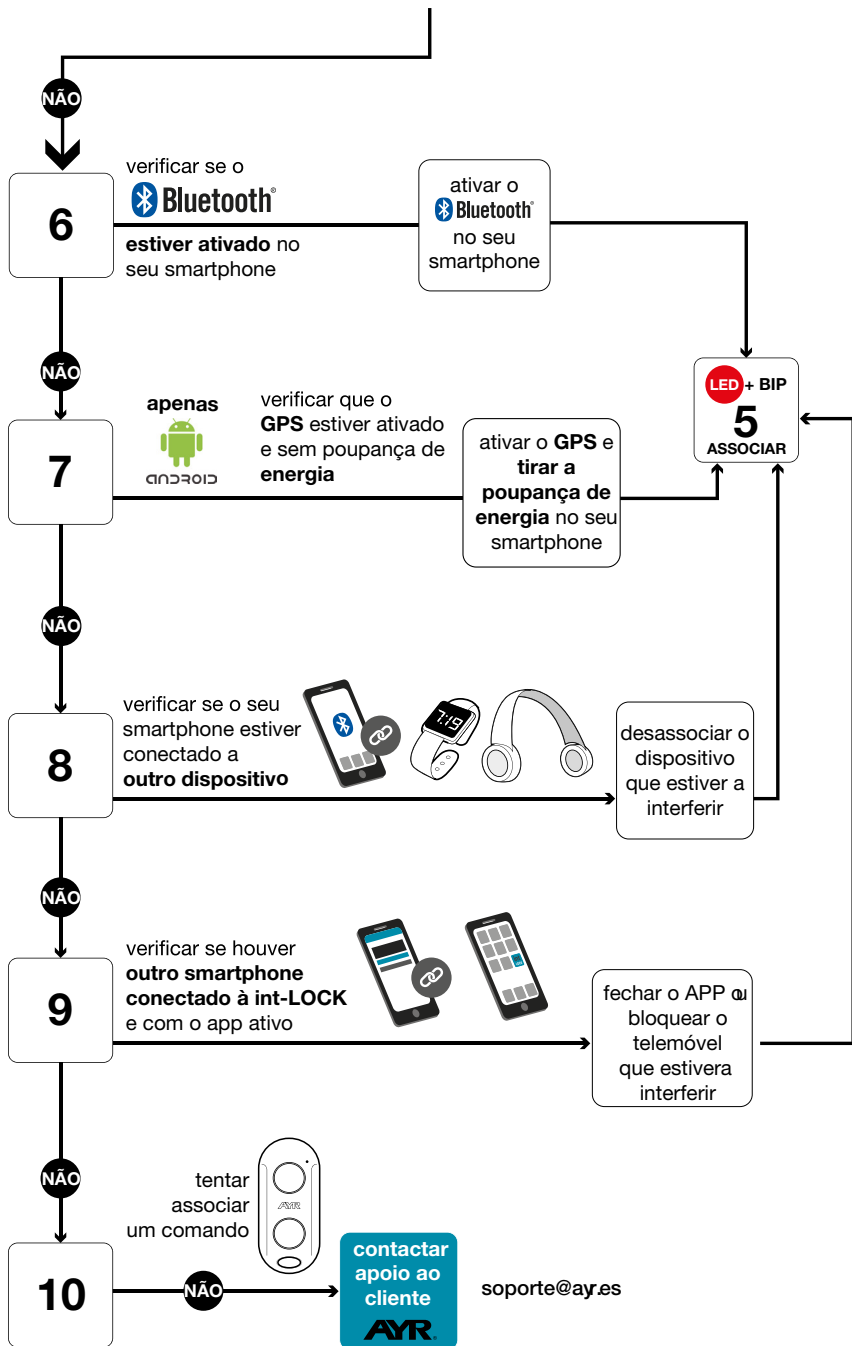 NÃO
6
verificar se o
Bluetooth®
estiver ativado no
seu smartphone
ativar o
Bluetooth®
no seu
smartphone
LED + BIP
5
ASSOCIAR
NÃO
7
apenas
ANDROID
verificar que o
GPS estiver ativado
e sem poupança de
energia
ativar o GPS e
tirar a
poupança de
energia no seu
smartphone
NÃO
8
verificar se o seu
smartphone estiver
conectado a
outro dispositivo
7:19
desassociar o
dispositivo
que estiver a
interferir
NÃO
9
verificar se houver
outro smartphone
conectado à int-LOCK
e com o app ativo
fechar o APP ou
bloquear o
telemóvel
que estivera
interferir
NÃO
10
tentar
associar
um comando
AYR
NÃO
contactar
apoio ao
cliente
AYR®
soporte@ayr.es